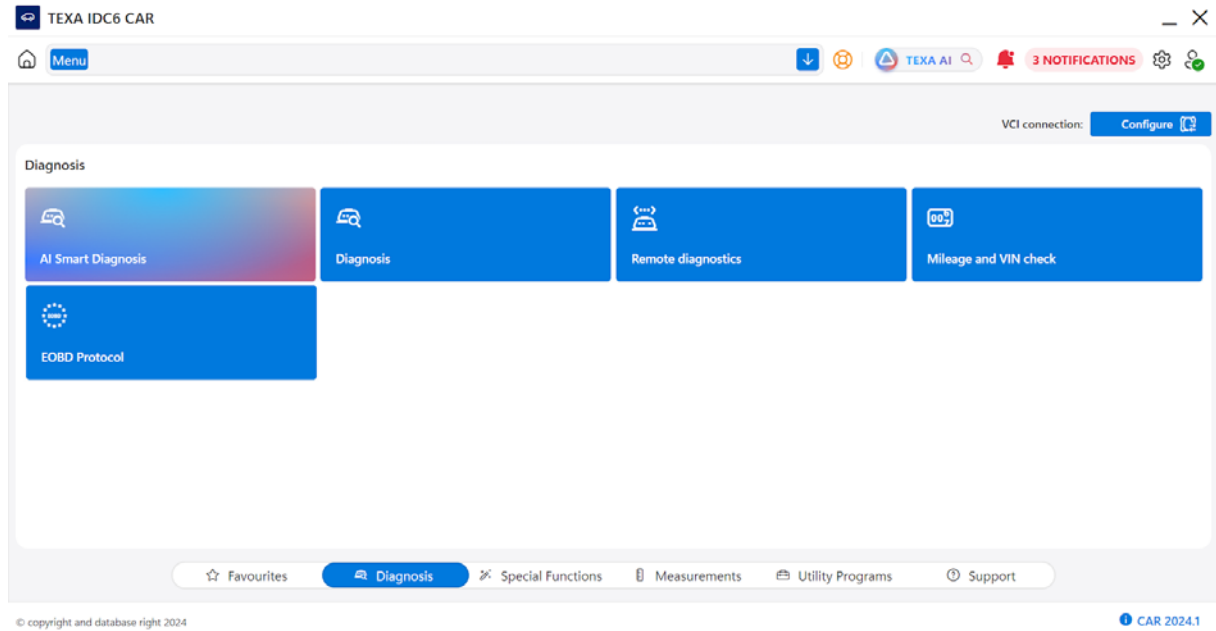 TEXA IDC6 CAR
Menu
TEXA AI
3 NOTIFICATIONS
VCI connection:
Configure
Diagnosis
AI Smart Diagnosis
Diagnosis
Remote diagnostics
Mileage and VIN check
EOBD Protocol
Favourites
Diagnosis
Special Functions
Measurements
Utility Programs
Support
© copyright and database right 2024
CAR 2024.1